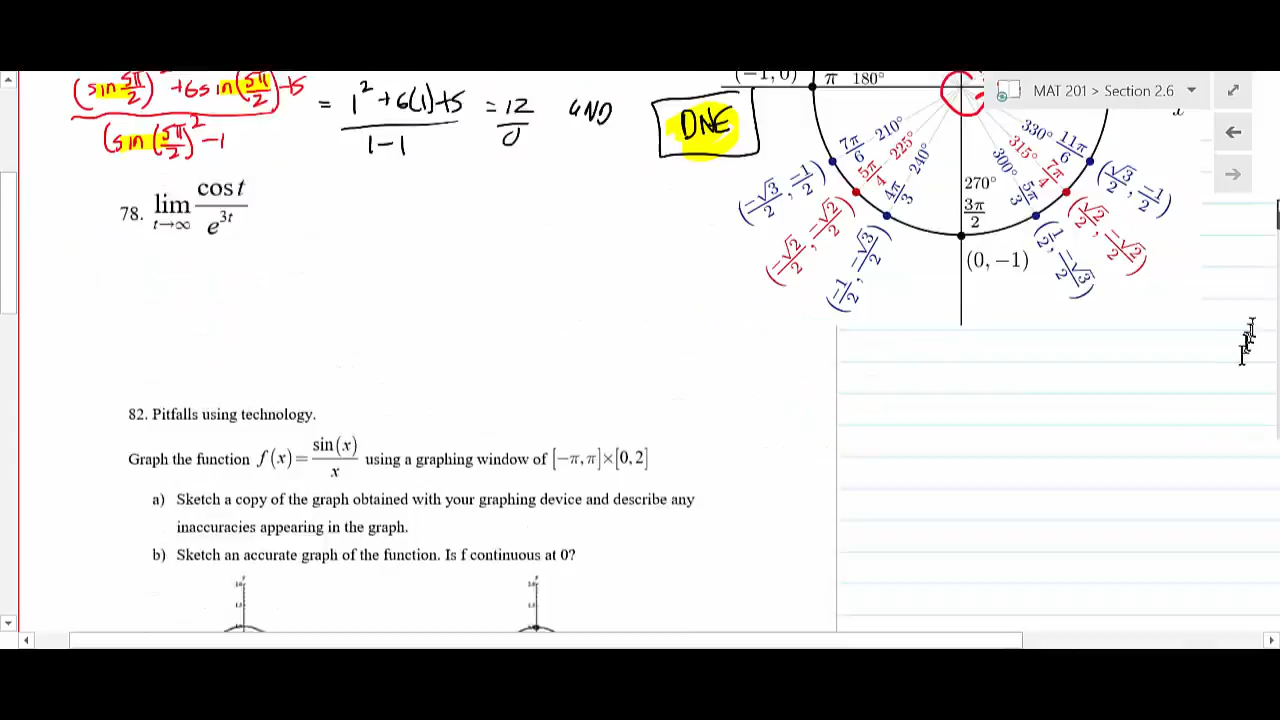 (sin 5π/2)² + 6 sin(5π/2) + 5 / (sin(5π/2)² - 1 = 1² + 6(1) + 5 / 1 - 1 = 12/0 UND DNE
(-1, 0) π 180°
MAT 201 > Section 2.6
x
7π/6 210°
5π/4 225°
4π/3 240°
270° 3π/2
300° 5π/3
315° 7π/4
330° 11π/6
(-√3/2, -1/2)
(-√2/2, -√2/2)
(-1/2, -√3/2)
(0, -1)
(1/2, -√3/2)
(√2/2, -√2/2)
(√3/2, -1/2)
78. lim t→∞ cos t / e^3t
82. Pitfalls using technology.
Graph the function f(x) = sin(x)/x using a graphing window of [-π, π]×[0, 2]
a) Sketch a copy of the graph obtained with your graphing device and describe any
inaccuracies appearing in the graph.
b) Sketch an accurate graph of the function. Is f continuous at 0?